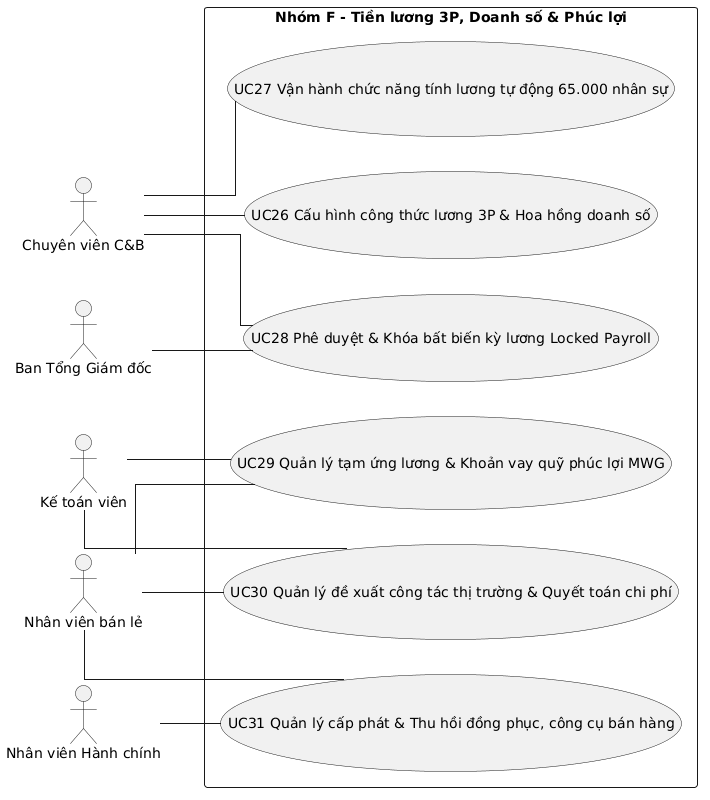 Nhóm F - Tiền lương 3P, Doanh số & Phúc lợi
UC27 Vận hành chức năng tính lương tự động 65.000 nhân sự
UC26 Cấu hình công thức lương 3P & Hoa hồng doanh số
Chuyên viên C&B
UC28 Phê duyệt & Khóa bất biến kỳ lương Locked Payroll
Ban Tổng Giám đốc
UC29 Quản lý tạm ứng lương & Khoản vay quỹ phúc lợi MWG
Kế toán viên
UC30 Quản lý đề xuất công tác thị trường & Quyết toán chi phí
Nhân viên bán lẻ
UC31 Quản lý cấp phát & Thu hồi đồng phục, công cụ bán hàng
Nhân viên Hành chính